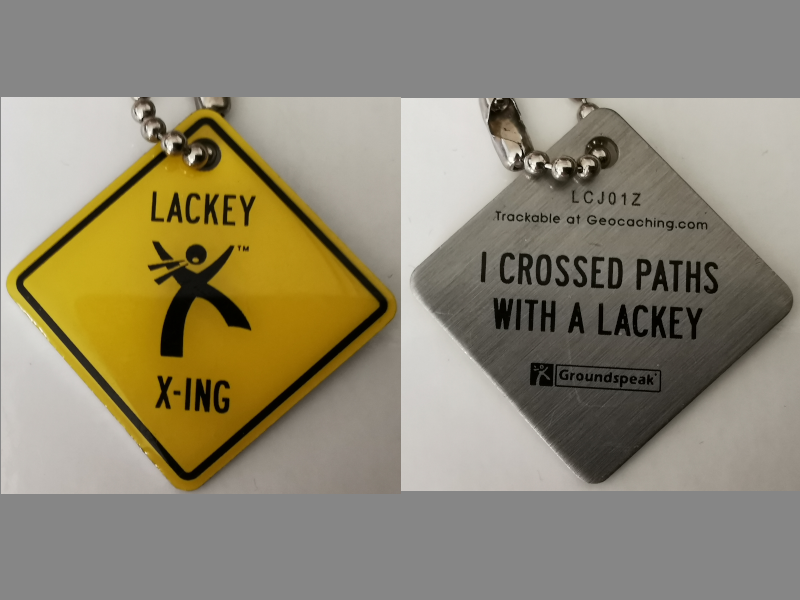 LACKEY
™
X-ING
LCJ01Z
Trackable at Geocaching.com
I CROSSED PATHS
WITH A LACKEY
Groundspeak